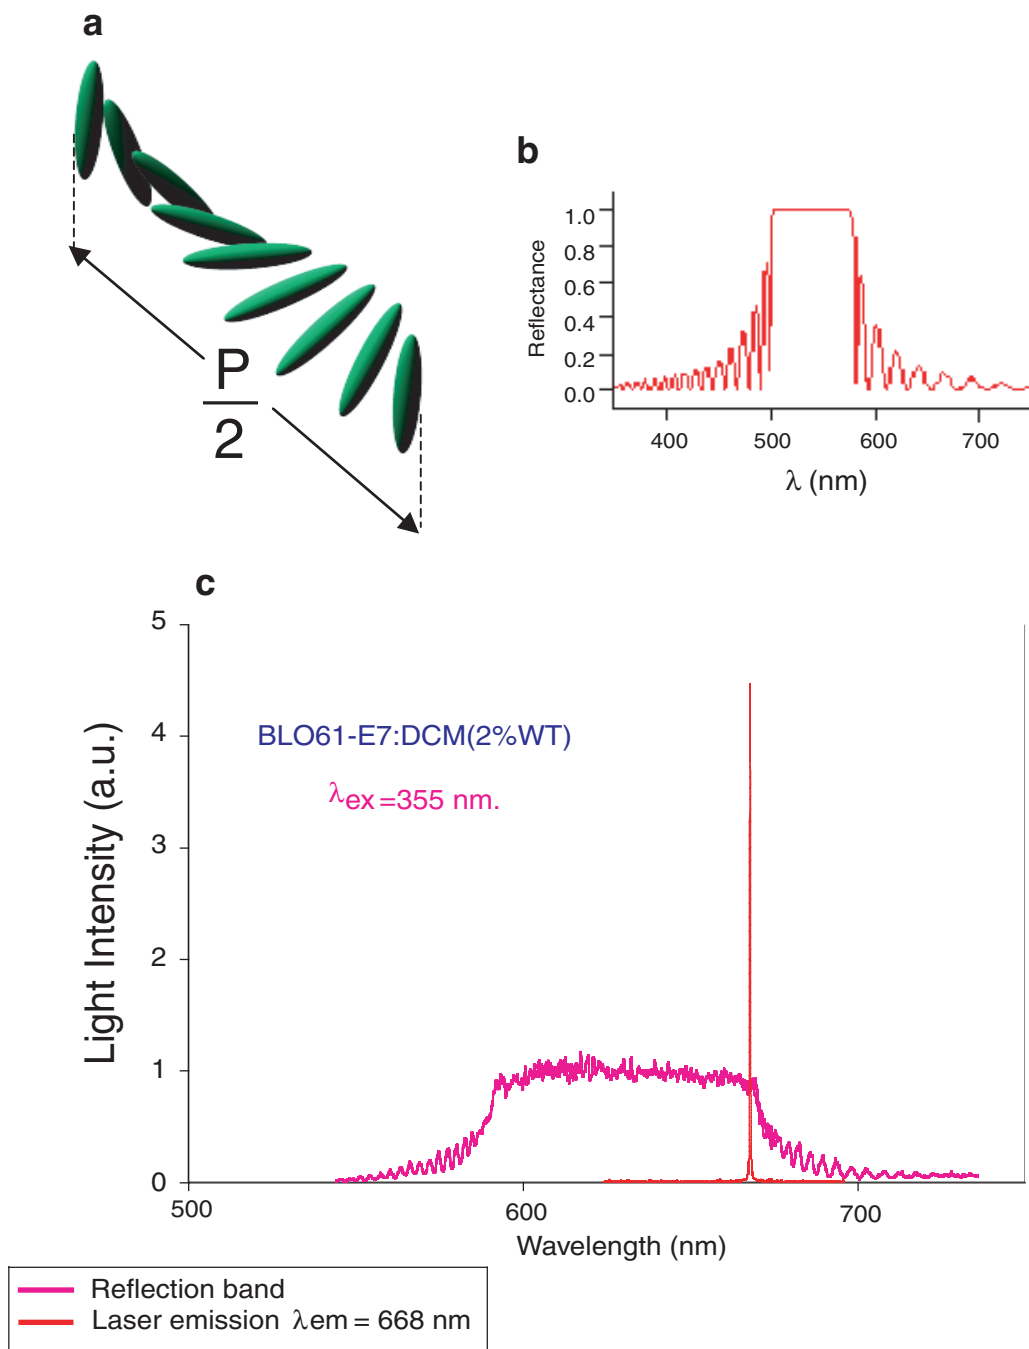 a
P
2
b
Reflectance
1.0
0.8
0.6
0.4
0.2
0.0
400 500 600 700
λ (nm)
c
Light Intensity (a.u.)
5
4
3
2
1
0
BLO61-E7:DCM(2%WT)
λex=355 nm.
500 600 700
Wavelength (nm)
Reflection band
Laser emission λem = 668 nm